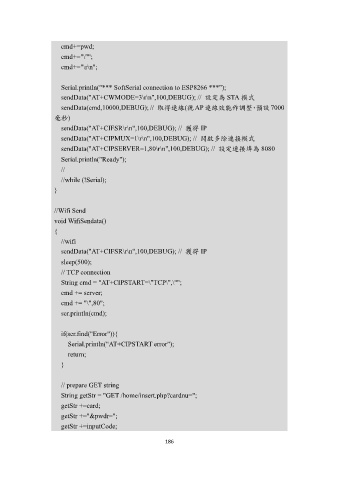 cmd+=pwd;
cmd+="\"";
cmd+="\r\n";
Serial.println("*** SoftSerial connection to ESP8266 ***");
sendData("AT+CWMODE=3\r\n",100,DEBUG); // 設定為 STA 模式
sendData(cmd,10000,DEBUG); // 取得連線(視 AP 連線效能作調整，預設 7000
毫秒)
sendData("AT+CIFSR\r\n",100,DEBUG); // 獲得 IP
sendData("AT+CIPMUX=1\r\n",100,DEBUG); // 開啟多給連接模式
sendData("AT+CIPSERVER=1,80\r\n",100,DEBUG); // 設定連接埠為 8080
Serial.println("Ready");
//
//while (!Serial);
}
//Wifi Send
void WifiSendata()
{
//wifi
sendData("AT+CIFSR\r\n",100,DEBUG); // 獲得 IP
sleep(500);
// TCP connection
String cmd = "AT+CIPSTART=\"TCP\",\"";
cmd += server;
cmd += "\",80";
ser.println(cmd);
if(ser.find("Error")){
Serial.println("AT+CIPSTART error");
return;
}
// prepare GET string
String getStr = "GET /home/insert.php?cardnu=";
getStr +=card;
getStr +="&pwdr=";
getStr +=inputCode;
186